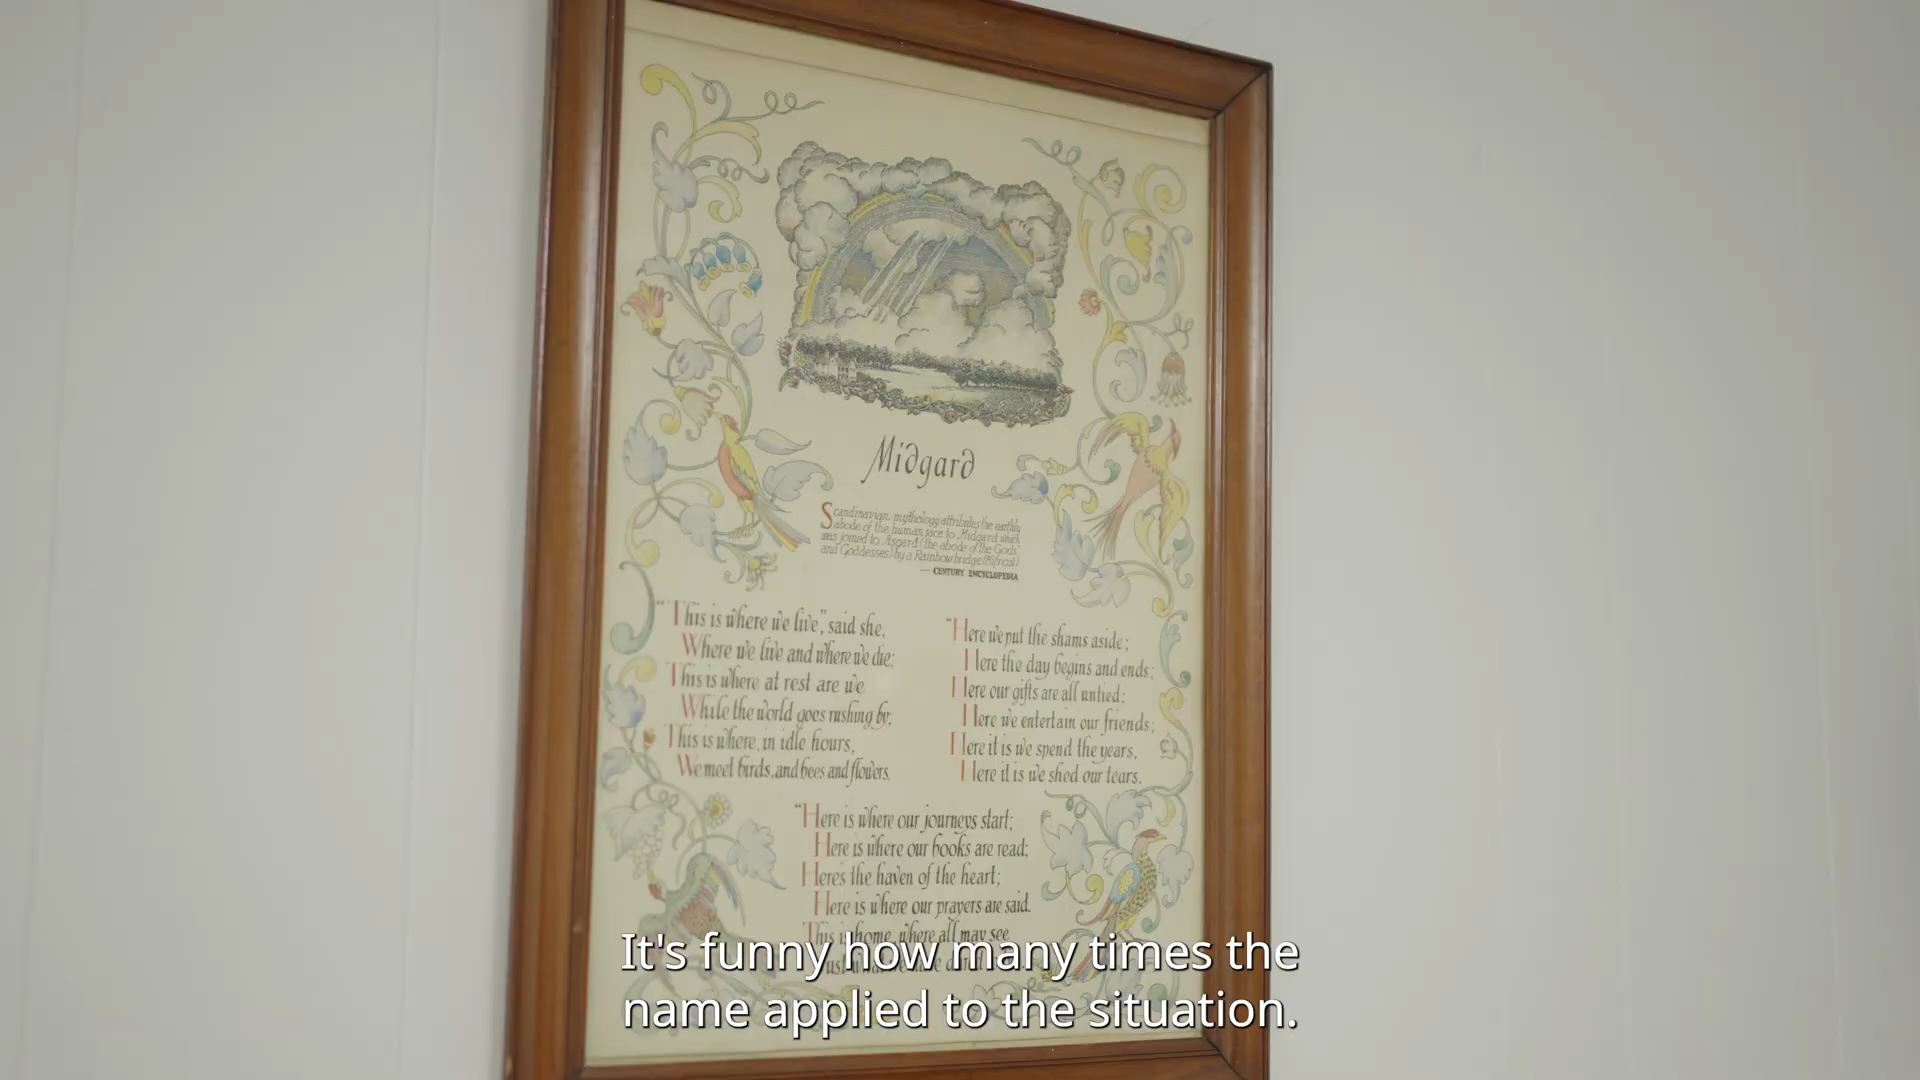 Midgard
Scandinavian mythology attributes the earthly
abode of the human race to Midgard which
was joined to Asgard (the abode of the Gods
and Goddesses) by a Rainbow bridge (Bifrost)
— CENTURY ENCYCLOPEDIA
"This is where we live", said she,
Where we live and where we die;
This is where at rest are we
While the world goes rushing by;
This is where, in idle hours,
We meet birds, and bees and flowers.
"Here we put the shams aside;
Here the day begins and ends;
Here our gifts are all untied;
Here we entertain our friends;
Here it is we spend the years,
Here it is we shed our tears.
"Here is where our journeys start;
Here is where our books are read;
Here's the haven of the heart;
Here is where our prayers are said.
This is home, where all may see
It's funny how many times the
name applied to the situation.